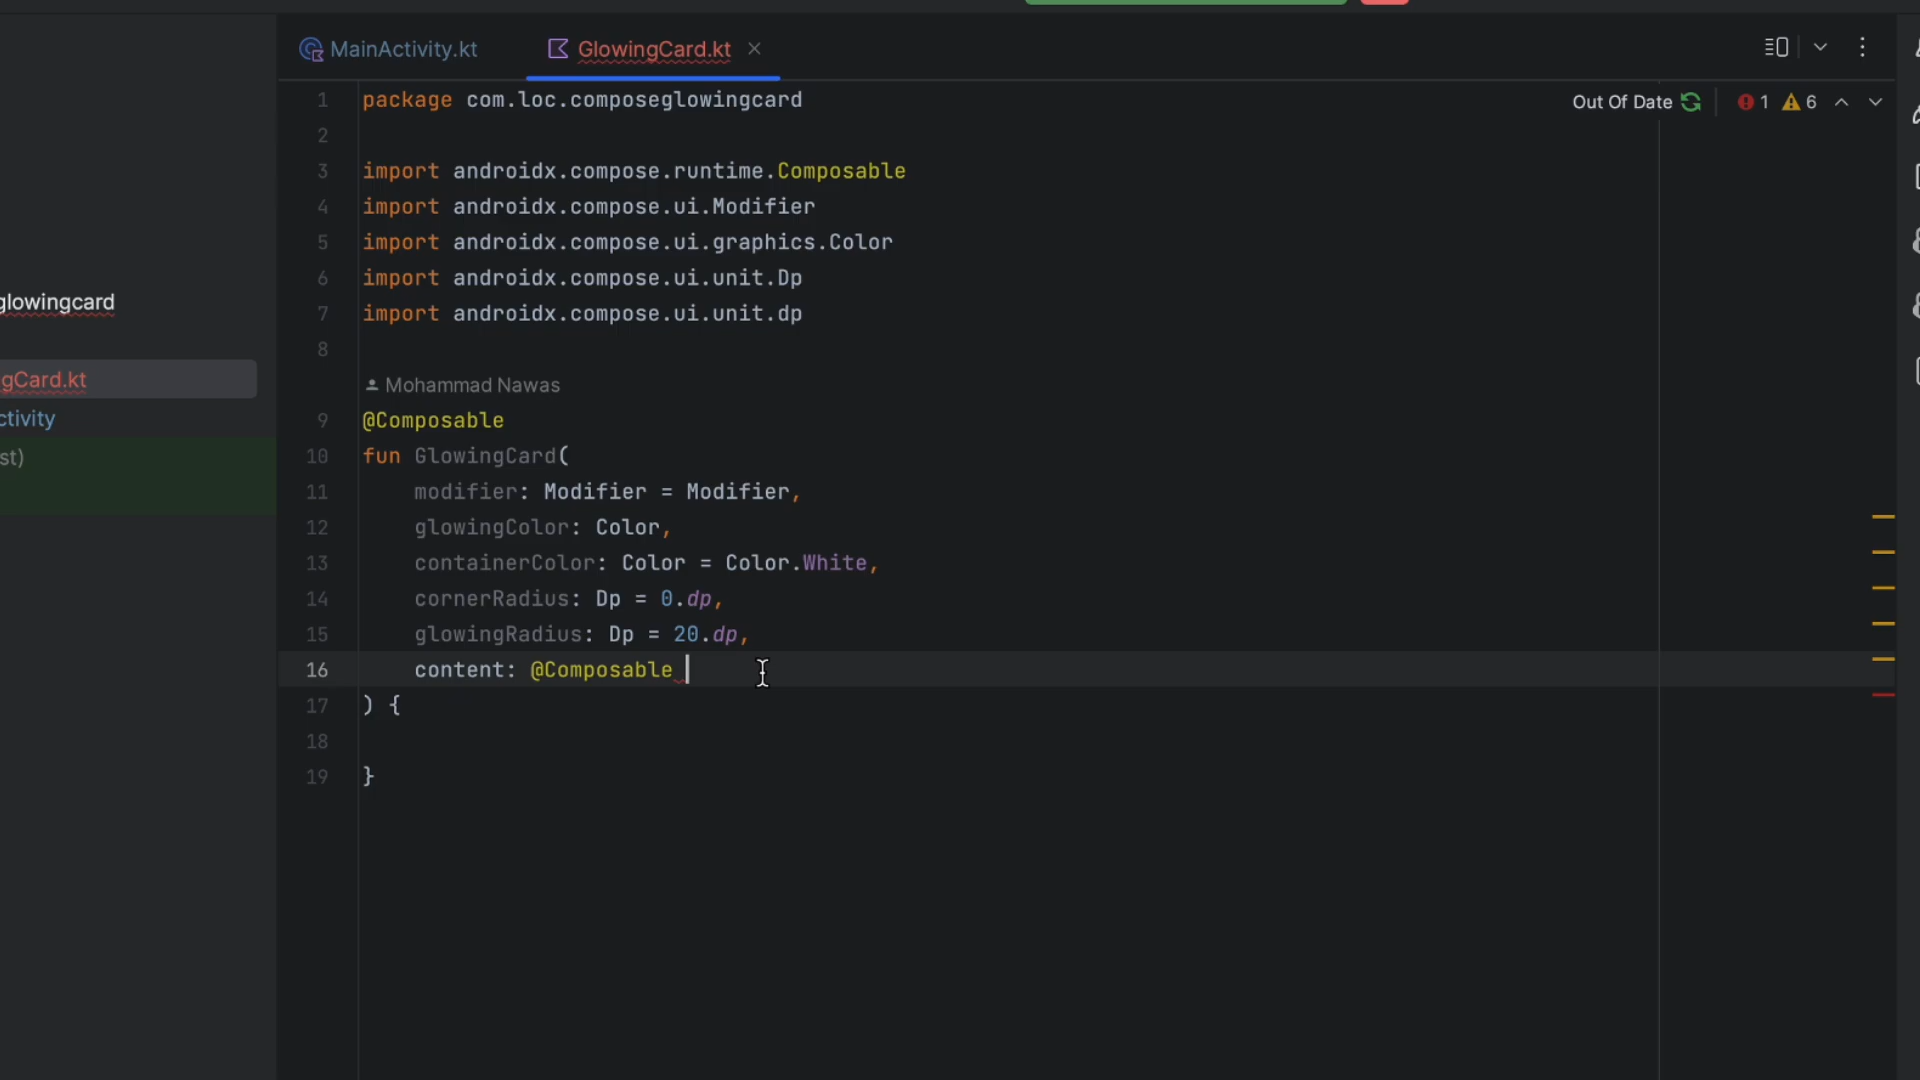 MainActivity.kt
GlowingCard.kt
Out Of Date 1 6
glowingcard
gCard.kt
ctivity
st)
1 package com.loc.composeglowingcard
2
3 import androidx.compose.runtime.Composable
4 import androidx.compose.ui.Modifier
5 import androidx.compose.ui.graphics.Color
6 import androidx.compose.ui.unit.Dp
7 import androidx.compose.ui.unit.dp
8
Mohammad Nawas
9 @Composable
10 fun GlowingCard(
11 modifier: Modifier = Modifier,
12 glowingColor: Color,
13 containerColor: Color = Color.White,
14 cornerRadius: Dp = 0.dp,
15 glowingRadius: Dp = 20.dp,
16 content: @Composable
17 ) {
18
19 }